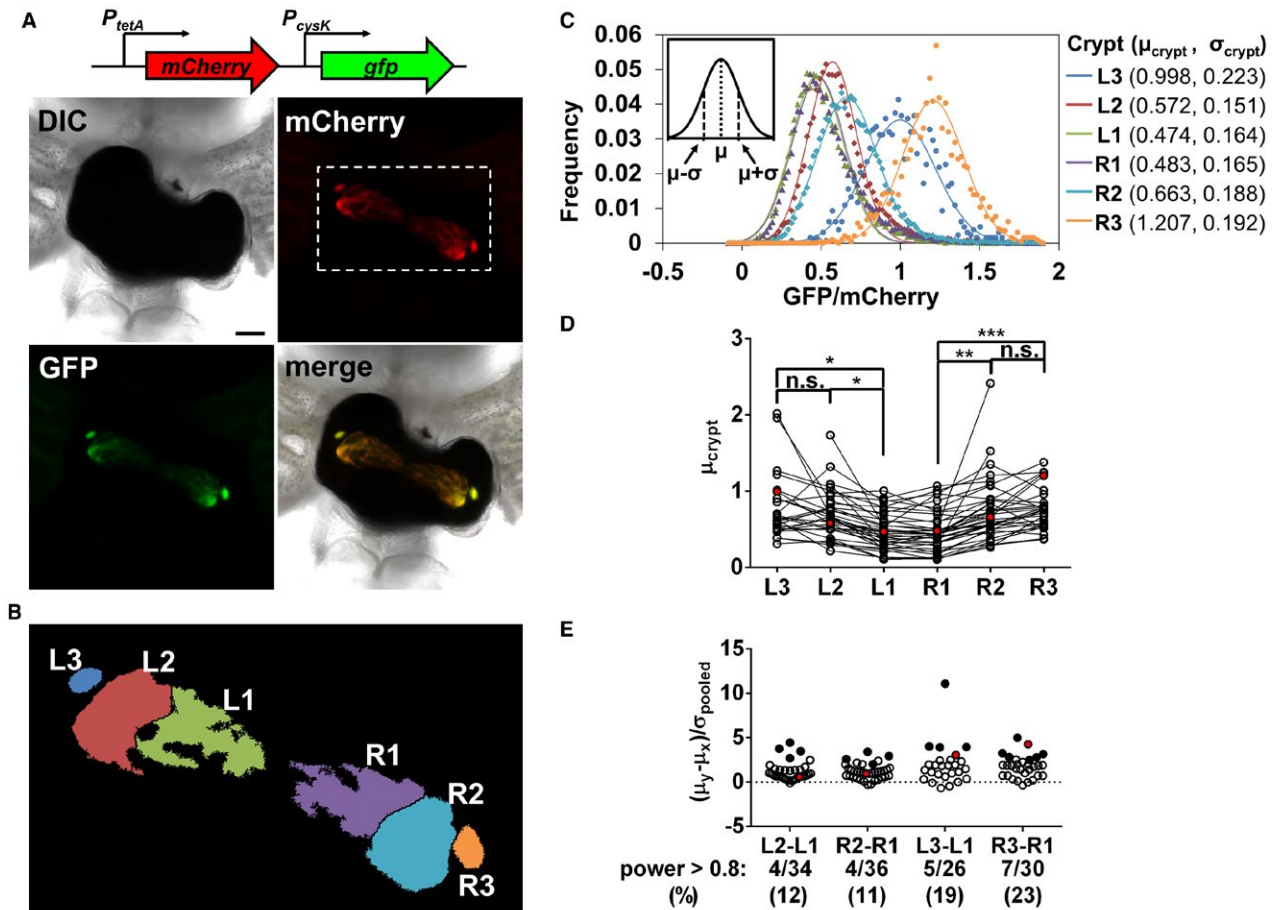 A
PtetA
PcysK
mCherry
gfp
DIC
mCherry
GFP
merge
B
L3
L2
L1
R1
R2
R3
C
Frequency
0.06
0.05
0.04
0.03
0.02
0.01
0
-0.5
0
0.5
1
1.5
2
GFP/mCherry
μ-σ
μ
μ+σ
Crypt (μcrypt , σcrypt)
L3 (0.998, 0.223)
L2 (0.572, 0.151)
L1 (0.474, 0.164)
R1 (0.483, 0.165)
R2 (0.663, 0.188)
R3 (1.207, 0.192)
D
μcrypt
3
2
1
0
*
n.s.
*
***
**
n.s.
L3 L2 L1 R1 R2 R3
E
(μy-μx)/σpooled
15
10
5
0
-5
L2-L1 R2-R1 L3-L1 R3-R1
power > 0.8: 4/34 4/36 5/26 7/30
(%) (12) (11) (19) (23)